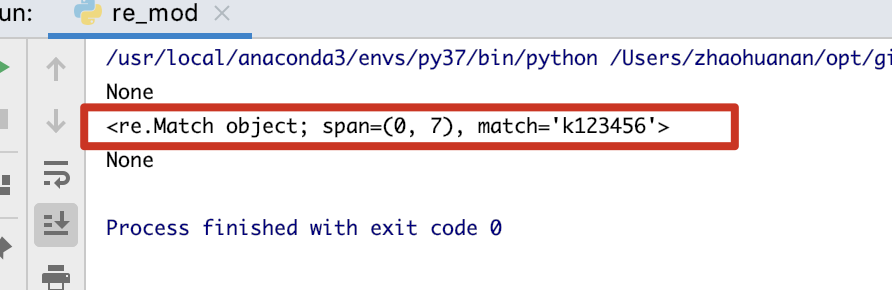 un:
re_mod
/usr/local/anaconda3/envs/py37/bin/python /Users/zhaohuanan/opt/gi
None
<re.Match object; span=(0, 7), match='k123456'>
None
Process finished with exit code 0